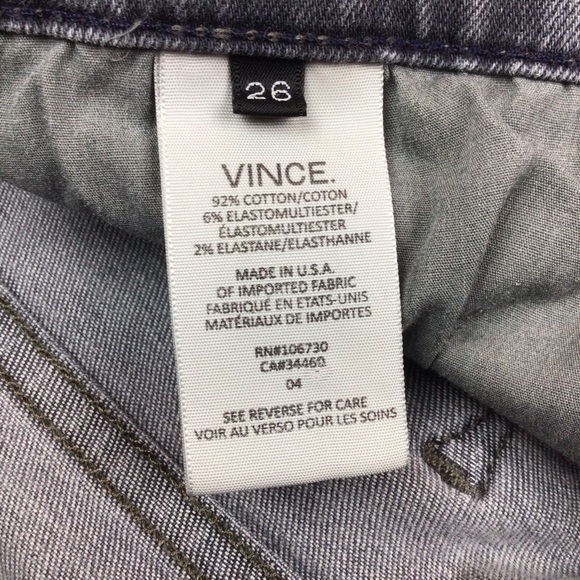 26
VINCE.
92% COTTON/COTON
6% ELASTOMULTIESTER/
ÉLASTOMULTIESTER
2% ELASTANE/ELASTHANNE
MADE IN U.S.A.
OF IMPORTED FABRIC
FABRIQUÉ EN ETATS-UNIS
MATÉRIAUX DE IMPORTES
RN#106730
CA#34460
04
SEE REVERSE FOR CARE
VOIR AU VERSO POUR LES SOINS